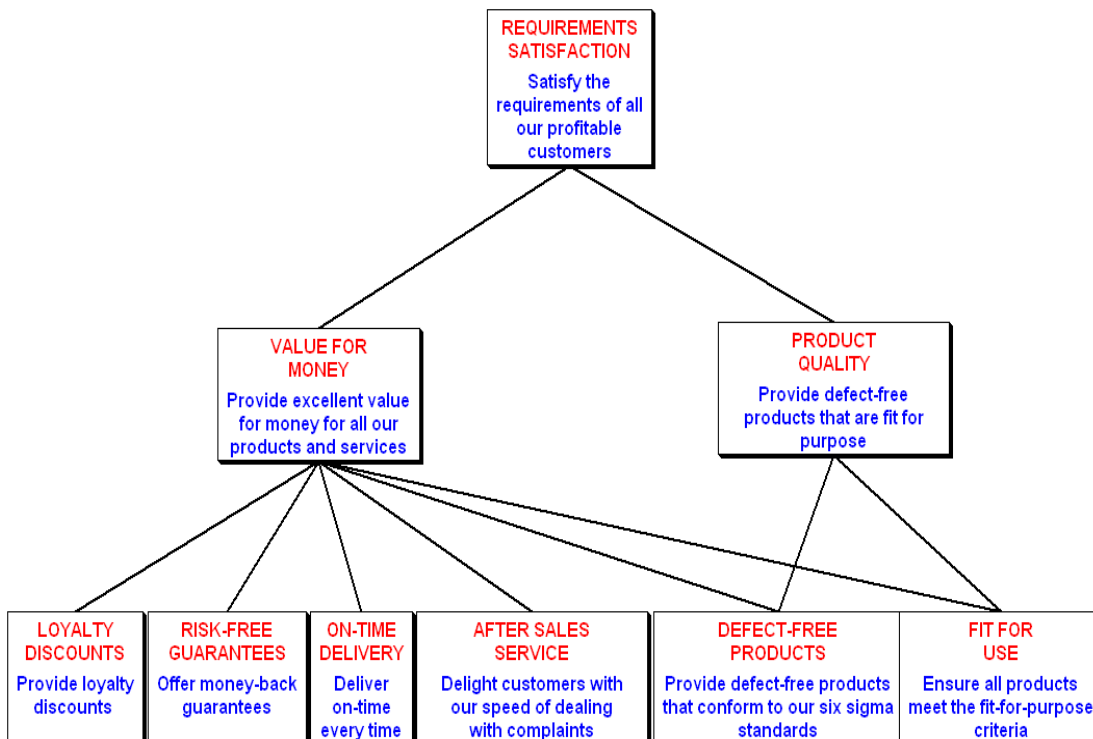 REQUIREMENTS
SATISFACTION
Satisfy the
requirements of all
our profitable
customers
VALUE FOR
MONEY
Provide excellent value
for money for all our
products and services
PRODUCT
QUALITY
Provide defect-free
products that are fit for
purpose
LOYALTY
DISCOUNTS
Provide loyalty
discounts
RISK-FREE
GUARANTEES
Offer money-back
guarantees
ON-TIME
DELIVERY
Deliver
on-time
every time
AFTER SALES
SERVICE
Delight customers with
our speed of dealing
with complaints
DEFECT-FREE
PRODUCTS
Provide defect-free products
that conform to our six sigma
standards
FIT FOR
USE
Ensure all products
meet the fit-for-purpose
criteria